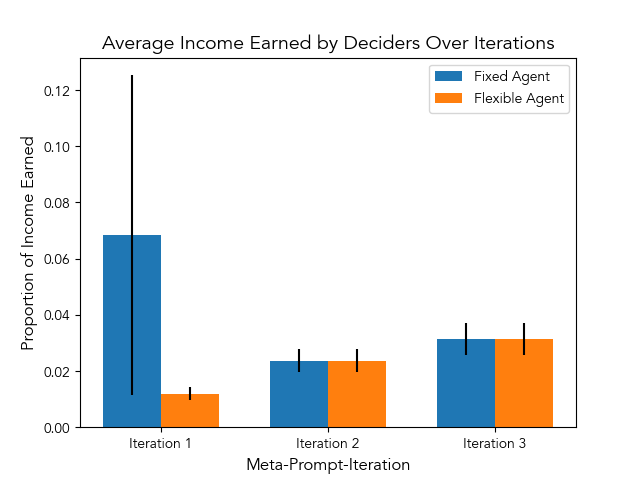 Average Income Earned by Deciders Over Iterations
Fixed Agent
Flexible Agent
Proportion of Income Earned
0.12
0.10
0.08
0.06
0.04
0.02
0.00
Iteration 1
Iteration 2
Iteration 3
Meta-Prompt-Iteration